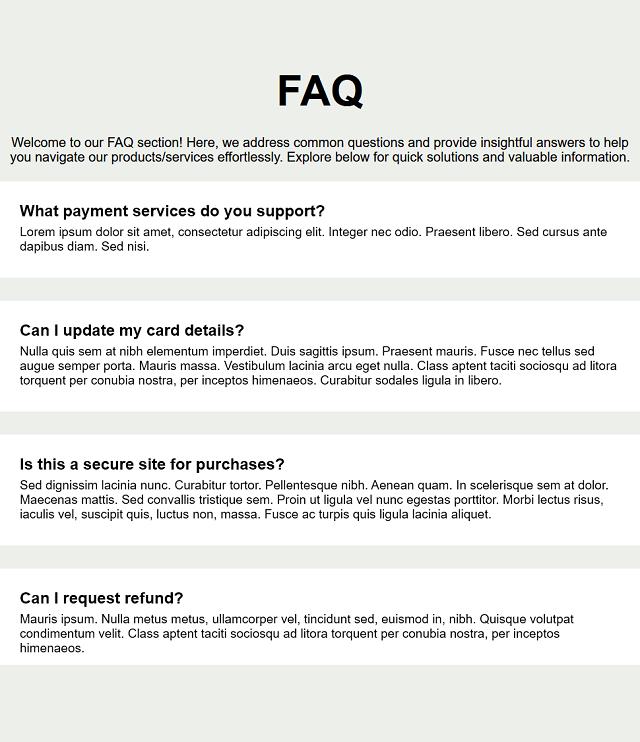 FAQ
Welcome to our FAQ section! Here, we address common questions and provide insightful answers to help
you navigate our products/services effortlessly. Explore below for quick solutions and valuable information.
What payment services do you support?
Lorem ipsum dolor sit amet, consectetur adipiscing elit. Integer nec odio. Praesent libero. Sed cursus ante
dapibus diam. Sed nisi.
Can I update my card details?
Nulla quis sem at nibh elementum imperdiet. Duis sagittis ipsum. Praesent mauris. Fusce nec tellus sed
augue semper porta. Mauris massa. Vestibulum lacinia arcu eget nulla. Class aptent taciti sociosqu ad litora
torquent per conubia nostra, per inceptos himenaeos. Curabitur sodales ligula in libero.
Is this a secure site for purchases?
Sed dignissim lacinia nunc. Curabitur tortor. Pellentesque nibh. Aenean quam. In scelerisque sem at dolor.
Maecenas mattis. Sed convallis tristique sem. Proin ut ligula vel nunc egestas porttitor. Morbi lectus risus,
iaculis vel, suscipit quis, luctus non, massa. Fusce ac turpis quis ligula lacinia aliquet.
Can I request refund?
Mauris ipsum. Nulla metus metus, ullamcorper vel, tincidunt sed, euismod in, nibh. Quisque volutpat
condimentum velit. Class aptent taciti sociosqu ad litora torquent per conubia nostra, per inceptos
himenaeos.